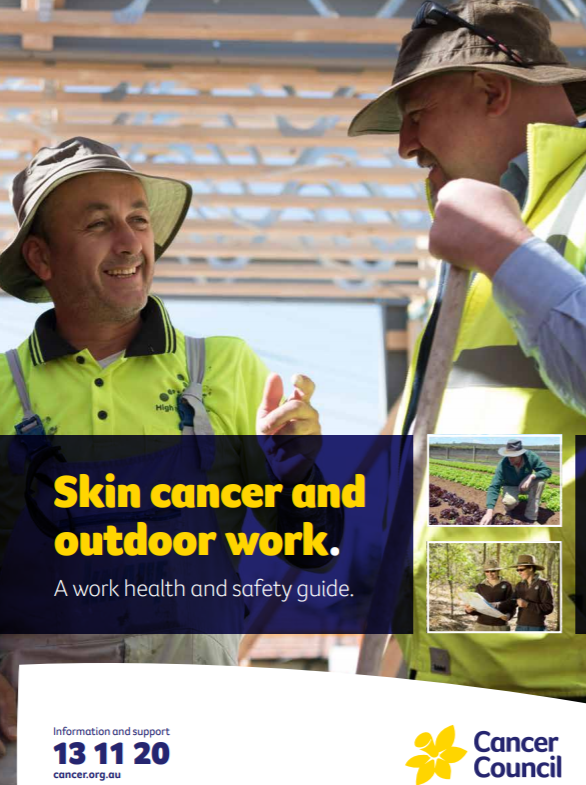 Skin cancer and
outdoor work.
A work health and safety guide.
Information and support
13 11 20
cancer.org.au
Cancer
Council